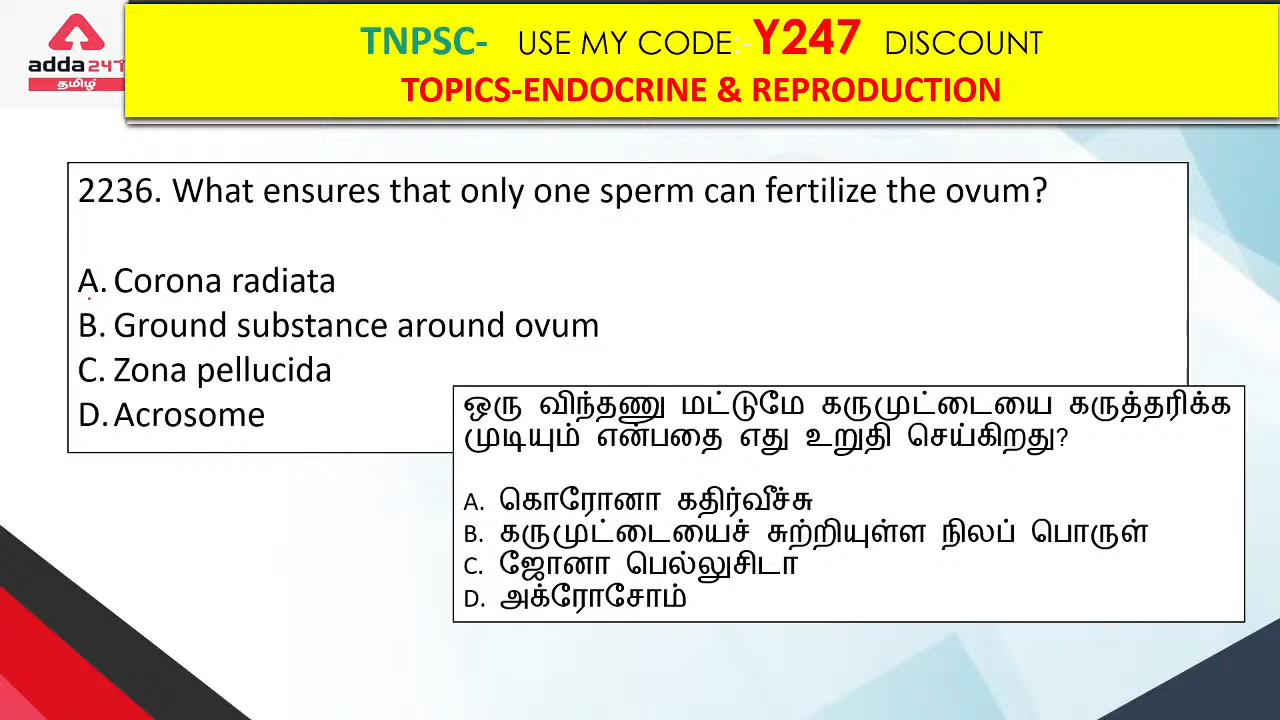 adda247
தமிழ்
TNPSC- USE MY CODE:-Y247 DISCOUNT
TOPICS-ENDOCRINE & REPRODUCTION
2236. What ensures that only one sperm can fertilize the ovum?
A. Corona radiata
B. Ground substance around ovum
C. Zona pellucida
D. Acrosome
ஒரு விந்தணு மட்டுமே கருமுட்டையை கருத்தரிக்க
முடியும் என்பதை எது உறுதி செய்கிறது?
A. கொரோனா கதிர்வீச்சு
B. கருமுட்டையைச் சுற்றியுள்ள நிலப் பொருள்
C. ஜோனா பெல்லுசிடா
D. அக்ரோசோம்